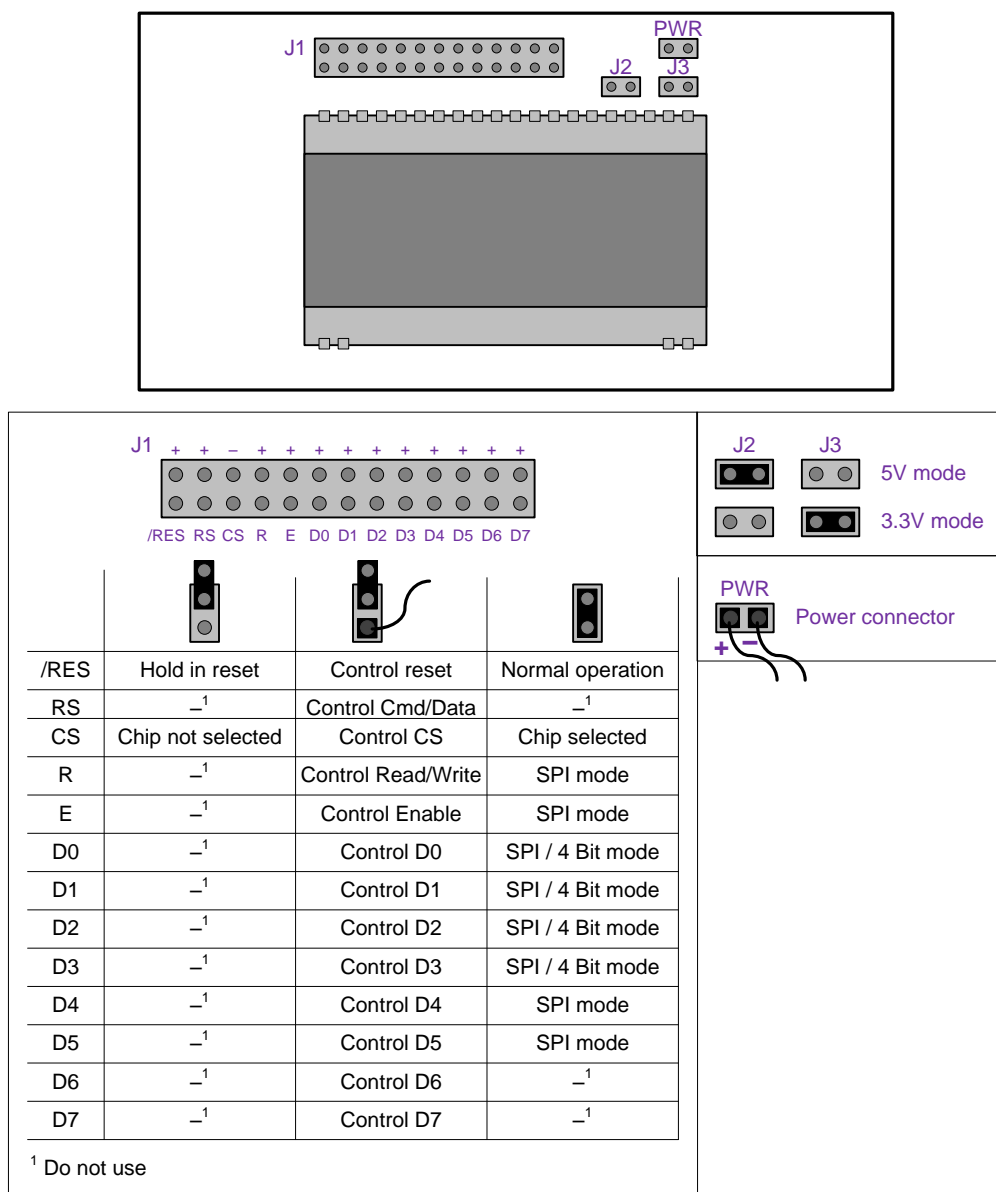 PWR
J1
J2 J3
J1 + + – + + + + + + + + + +
/RES RS CS R E D0 D1 D2 D3 D4 D5 D6 D7
J2 J3
5V mode
3.3V mode
PWR
Power connector
+ –
/RES Hold in reset Control reset Normal operation
RS –¹ Control Cmd/Data –¹
CS Chip not selected Control CS Chip selected
R –¹ Control Read/Write SPI mode
E –¹ Control Enable SPI mode
D0 –¹ Control D0 SPI / 4 Bit mode
D1 –¹ Control D1 SPI / 4 Bit mode
D2 –¹ Control D2 SPI / 4 Bit mode
D3 –¹ Control D3 SPI / 4 Bit mode
D4 –¹ Control D4 SPI mode
D5 –¹ Control D5 SPI mode
D6 –¹ Control D6 –¹
D7 –¹ Control D7 –¹
¹ Do not use